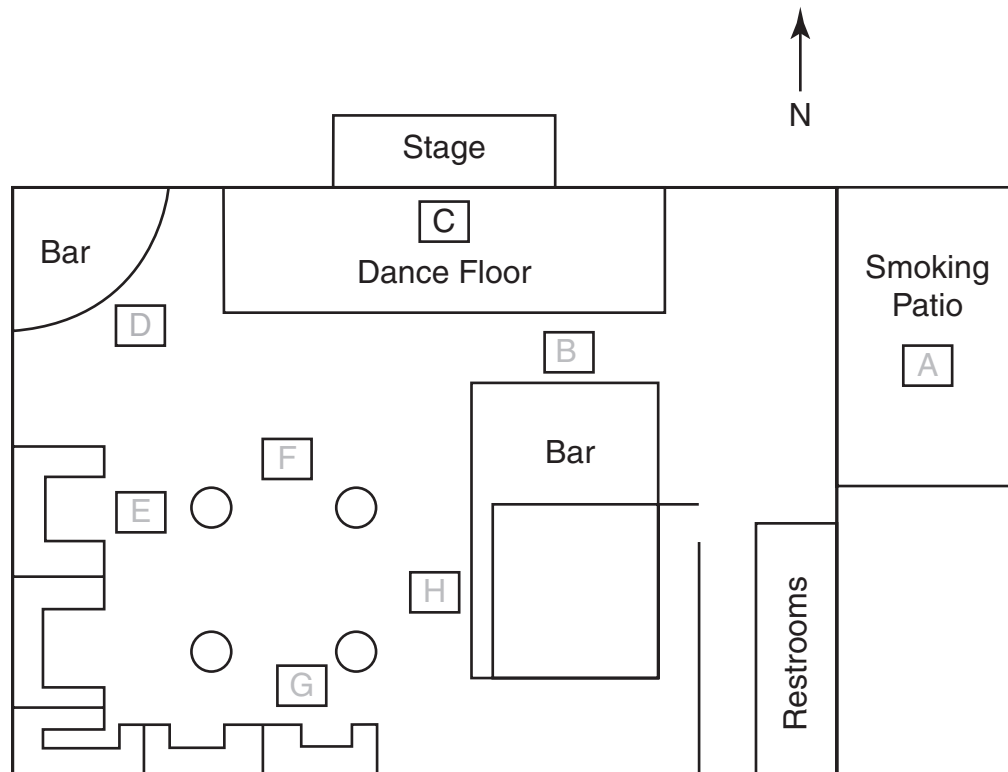 N
Stage
C
Bar
Dance Floor
Smoking
Patio
D
B
A
F
Bar
E
H
G
Restrooms